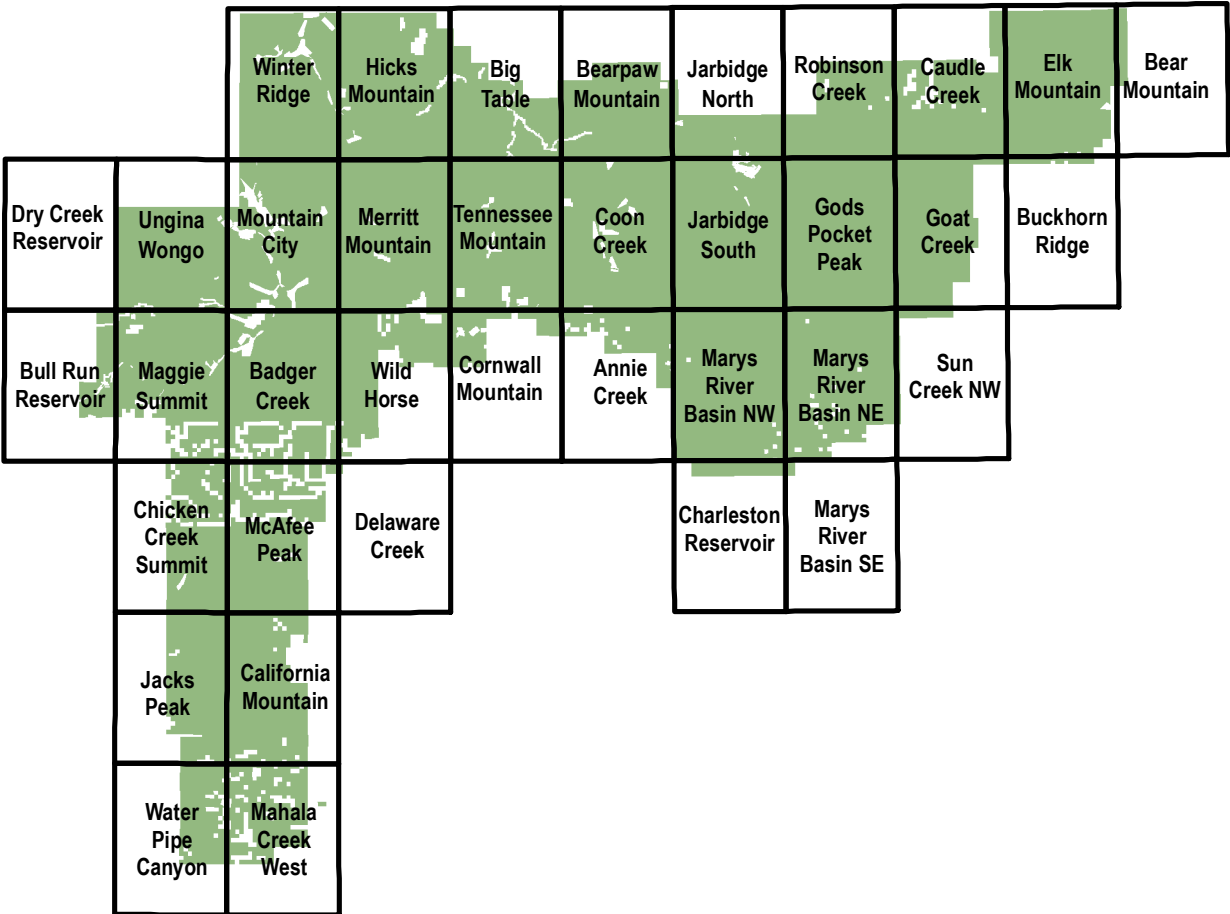 Winter
Ridge
Hicks
Mountain
Big
Table
Bearpaw
Mountain
Jarbidge
North
Robinson
Creek
Caudle
Creek
Elk
Mountain
Bear
Mountain
Dry Creek
Reservoir
Ungina
Wongo
Mountain
City
Merritt
Mountain
Tennessee
Mountain
Coon
Creek
Jarbidge
South
Gods
Pocket
Peak
Goat
Creek
Buckhorn
Ridge
Bull Run
Reservoir
Maggie
Summit
Badger
Creek
Wild
Horse
Cornwall
Mountain
Annie
Creek
Marys
River
Basin NW
Marys
River
Basin NE
Sun
Creek NW
Chicken
Creek
Summit
McAfee
Peak
Delaware
Creek
Charleston
Reservoir
Marys
River
Basin SE
Jacks
Peak
California
Mountain
Water
Pipe
Canyon
Mahala
Creek
West